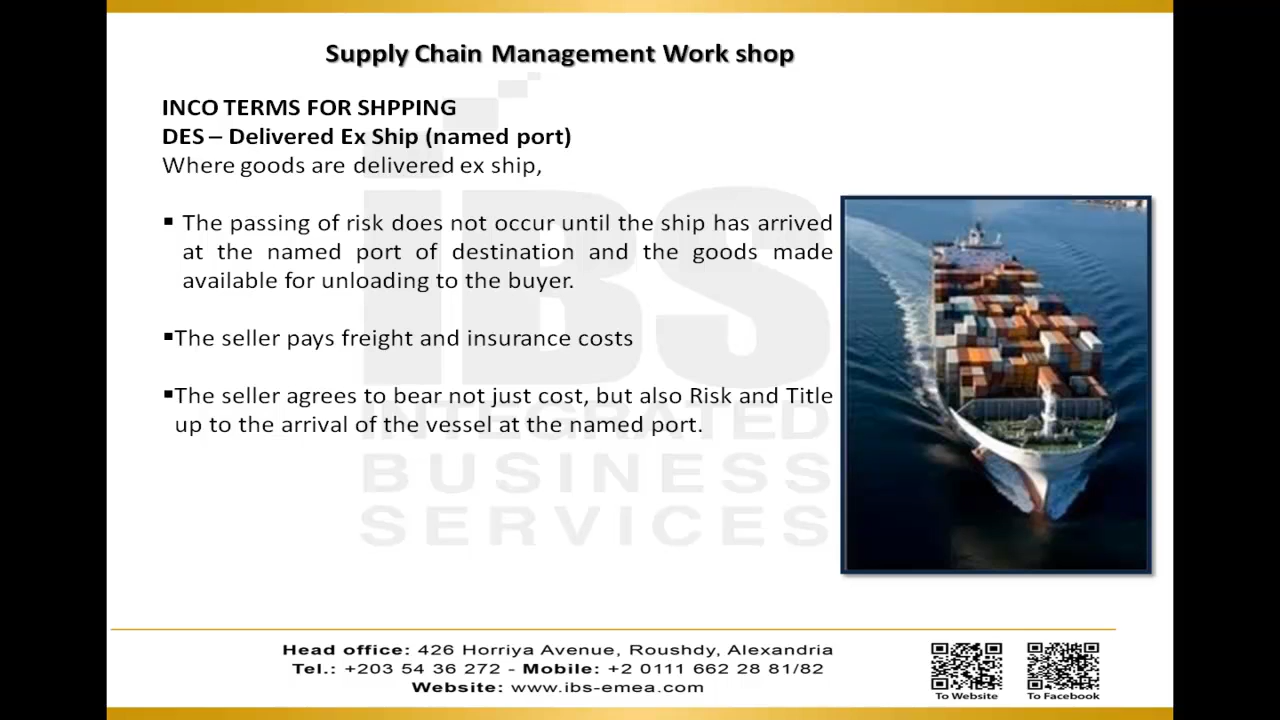 Supply Chain Management Work shop
INCO TERMS FOR SHPPING
DES – Delivered Ex Ship (named port)
Where goods are delivered ex ship,
▪ The passing of risk does not occur until the ship has arrived
at the named port of destination and the goods made
available for unloading to the buyer.
▪The seller pays freight and insurance costs
▪The seller agrees to bear not just cost, but also Risk and Title
up to the arrival of the vessel at the named port.
iBS
INTEGRATED
BUSINESS
SERVICES
Head office: 426 Horriya Avenue, Roushdy, Alexandria
Tel.: +203 54 36 272 - Mobile: +2 0111 662 28 81/82
Website: www.ibs-emea.com
To Website
To Facebook